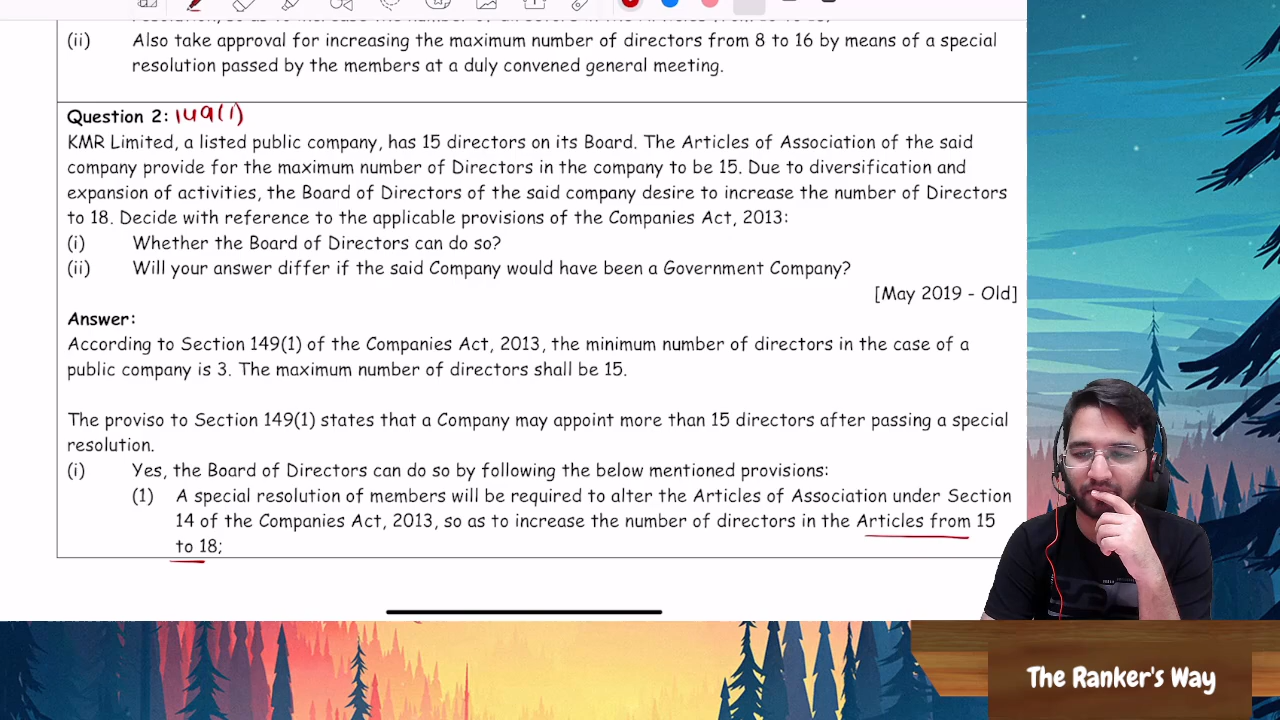 (ii) Also take approval for increasing the maximum number of directors from 8 to 16 by means of a special
resolution passed by the members at a duly convened general meeting.
Question 2: 149(1)
KMR Limited, a listed public company, has 15 directors on its Board. The Articles of Association of the said
company provide for the maximum number of Directors in the company to be 15. Due to diversification and
expansion of activities, the Board of Directors of the said company desire to increase the number of Directors
to 18. Decide with reference to the applicable provisions of the Companies Act, 2013:
(i) Whether the Board of Directors can do so?
(ii) Will your answer differ if the said Company would have been a Government Company?
[May 2019 - Old]
Answer:
According to Section 149(1) of the Companies Act, 2013, the minimum number of directors in the case of a
public company is 3. The maximum number of directors shall be 15.
The proviso to Section 149(1) states that a Company may appoint more than 15 directors after passing a special
resolution.
(i) Yes, the Board of Directors can do so by following the below mentioned provisions:
(1) A special resolution of members will be required to alter the Articles of Association under Section
14 of the Companies Act, 2013, so as to increase the number of directors in the Articles from 15
to 18;
The Ranker's Way